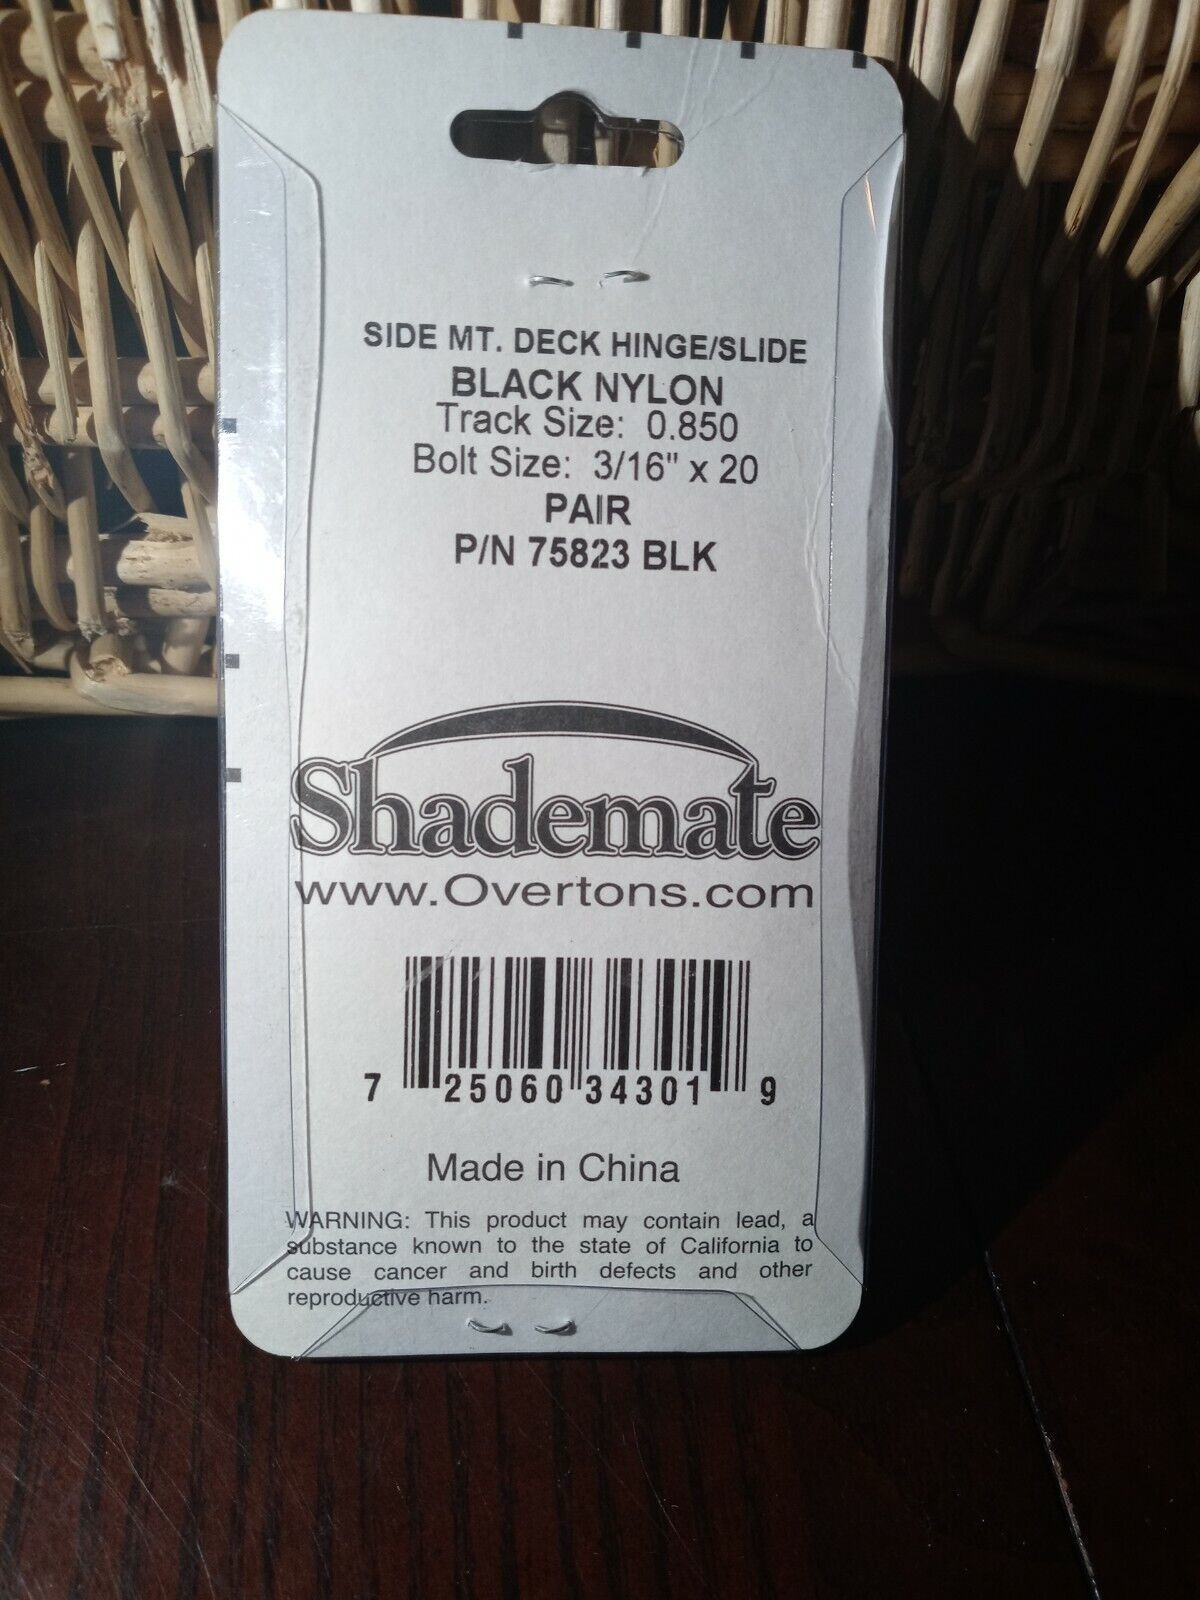 SIDE MT. DECK HINGE/SLIDE
BLACK NYLON
Track Size: 0.850
Bolt Size: 3/16" x 20
PAIR
P/N 75823 BLK
Shademate
www.Overtons.com
7 25060 34301 9
Made in China
WARNING: This product may contain lead, a
substance known to the state of California to
cause cancer and birth defects and other
reproductive harm.